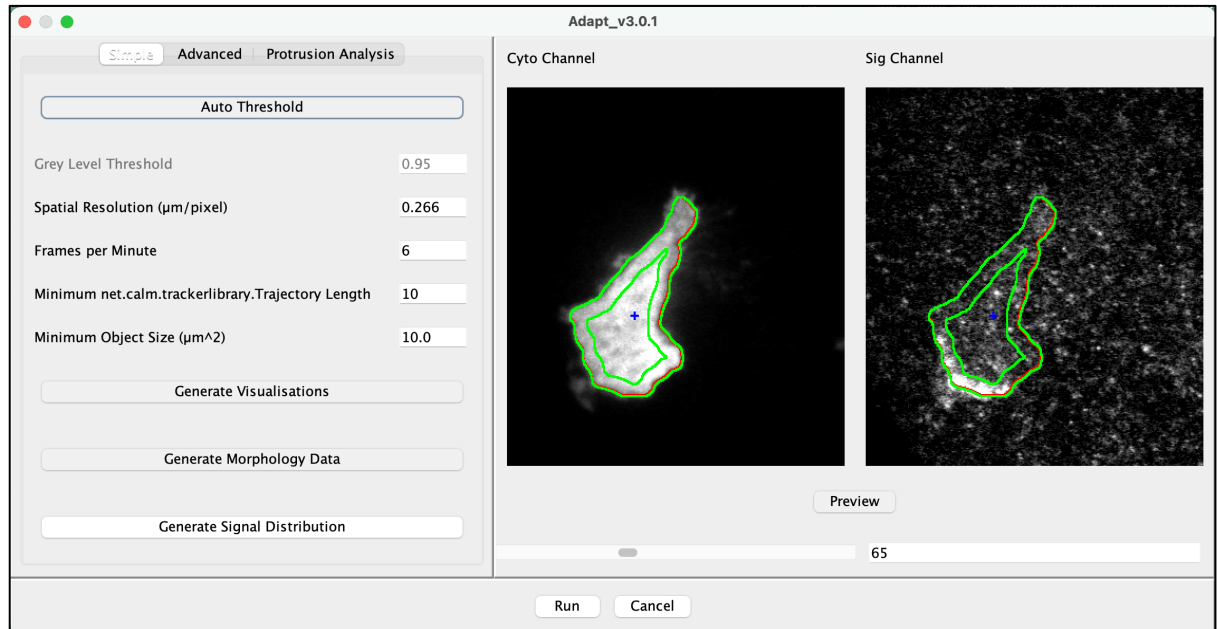 Adapt_v3.0.1
Simple Advanced Protrusion Analysis
Auto Threshold
Grey Level Threshold 0.95
Spatial Resolution (µm/pixel) 0.266
Frames per Minute 6
Minimum net.calm.trackerlibrary.Trajectory Length 10
Minimum Object Size (µm^2) 10.0
Generate Visualisations
Generate Morphology Data
Generate Signal Distribution
Cyto Channel
Sig Channel
Preview
65
Run Cancel